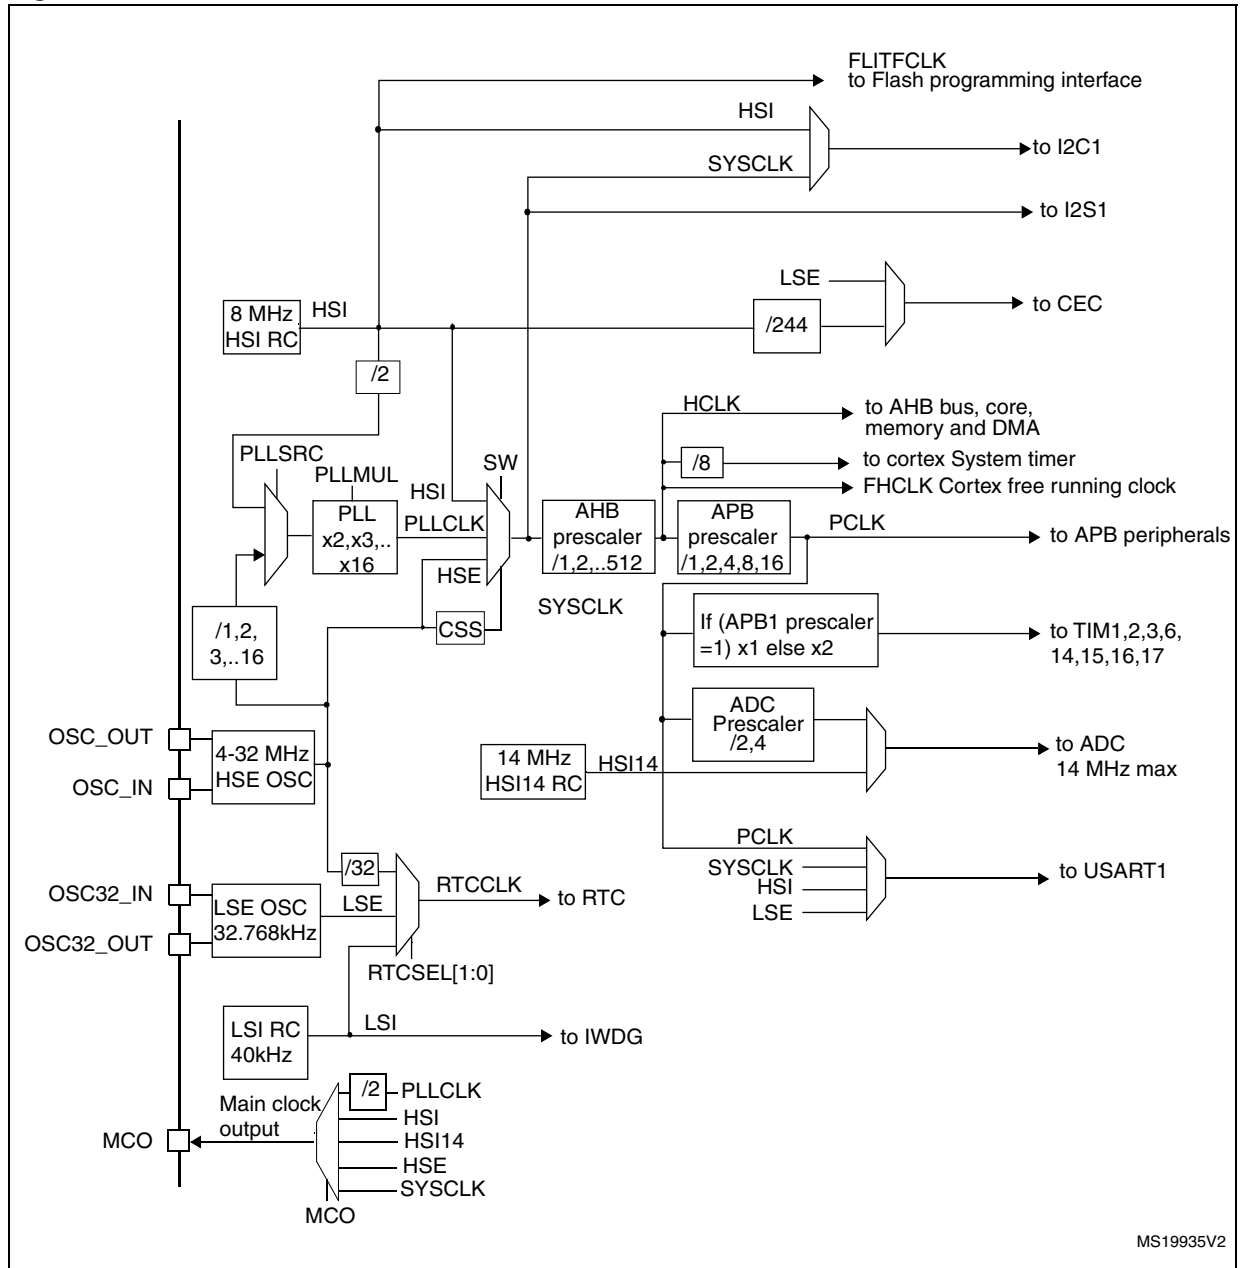 FLITFCLK
to Flash programming interface
HSI
to I2C1
SYSCLK
to I2S1
LSE
to CEC
/244
8 MHz
HSI RC
HSI
/2
HCLK
to AHB bus, core,
memory and DMA
/8
to cortex System timer
FHCLK Cortex free running clock
PLLSRC
PLLMUL
SW
HSI
PLL
x2,x3,..
x16
PLLCLK
HSE
AHB
prescaler
/1,2,..512
APB
prescaler
/1,2,4,8,16
PCLK
to APB peripherals
SYSCLK
CSS
/1,2,
3,..16
If (APB1 prescaler
=1) x1 else x2
to TIM1,2,3,6,
14,15,16,17
ADC
Prescaler
/2,4
to ADC
14 MHz max
OSC_OUT
OSC_IN
4-32 MHz
HSE OSC
14 MHz
HSI14 RC
HSI14
PCLK
SYSCLK
HSI
LSE
to USART1
/32
OSC32_IN
OSC32_OUT
LSE OSC
32.768kHz
LSE
RTCCLK
to RTC
RTCSEL[1:0]
LSI RC
40kHz
LSI
to IWDG
/2
PLLCLK
HSI
HSI14
HSE
SYSCLK
Main clock
output
MCO
MCO
MS19935V2